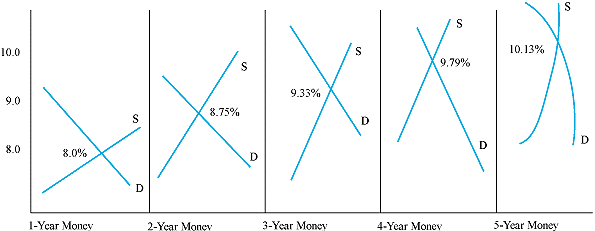 10.0
9.0
8.0
S
8.0%
D
S
8.75%
D
S
9.33%
D
S
9.79%
D
S
10.13%
D
1-Year Money
2-Year Money
3-Year Money
4-Year Money
5-Year Money